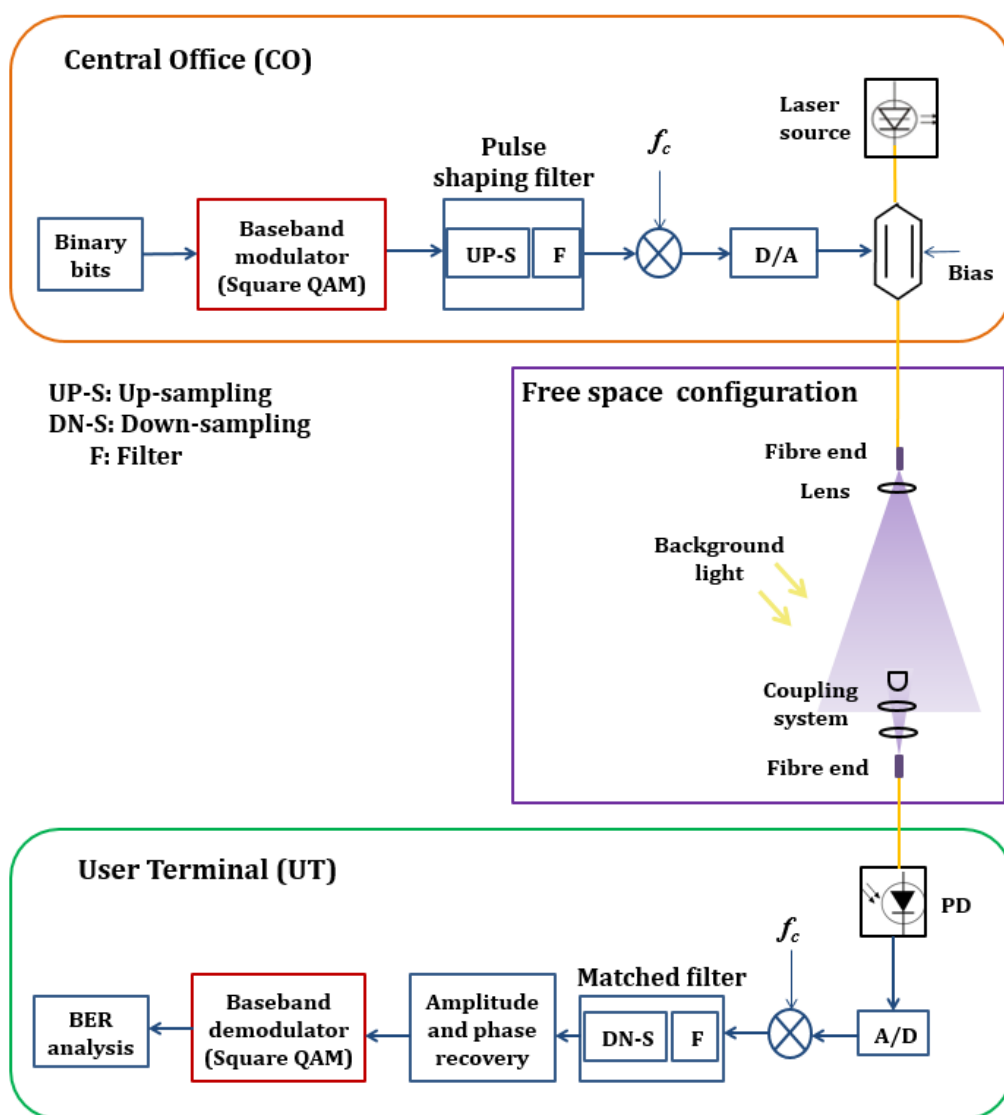 Central Office (CO)
Laser
source
Pulse
shaping filter
fc
Binary
bits
Baseband
modulator
(Square QAM)
UP-S
F
D/A
Bias
UP-S: Up-sampling
DN-S: Down-sampling
F: Filter
Free space configuration
Fibre end
Lens
Background
light
Coupling
system
Fibre end
User Terminal (UT)
PD
fc
Matched filter
BER
analysis
Baseband
demodulator
(Square QAM)
Amplitude
and phase
recovery
DN-S
F
A/D